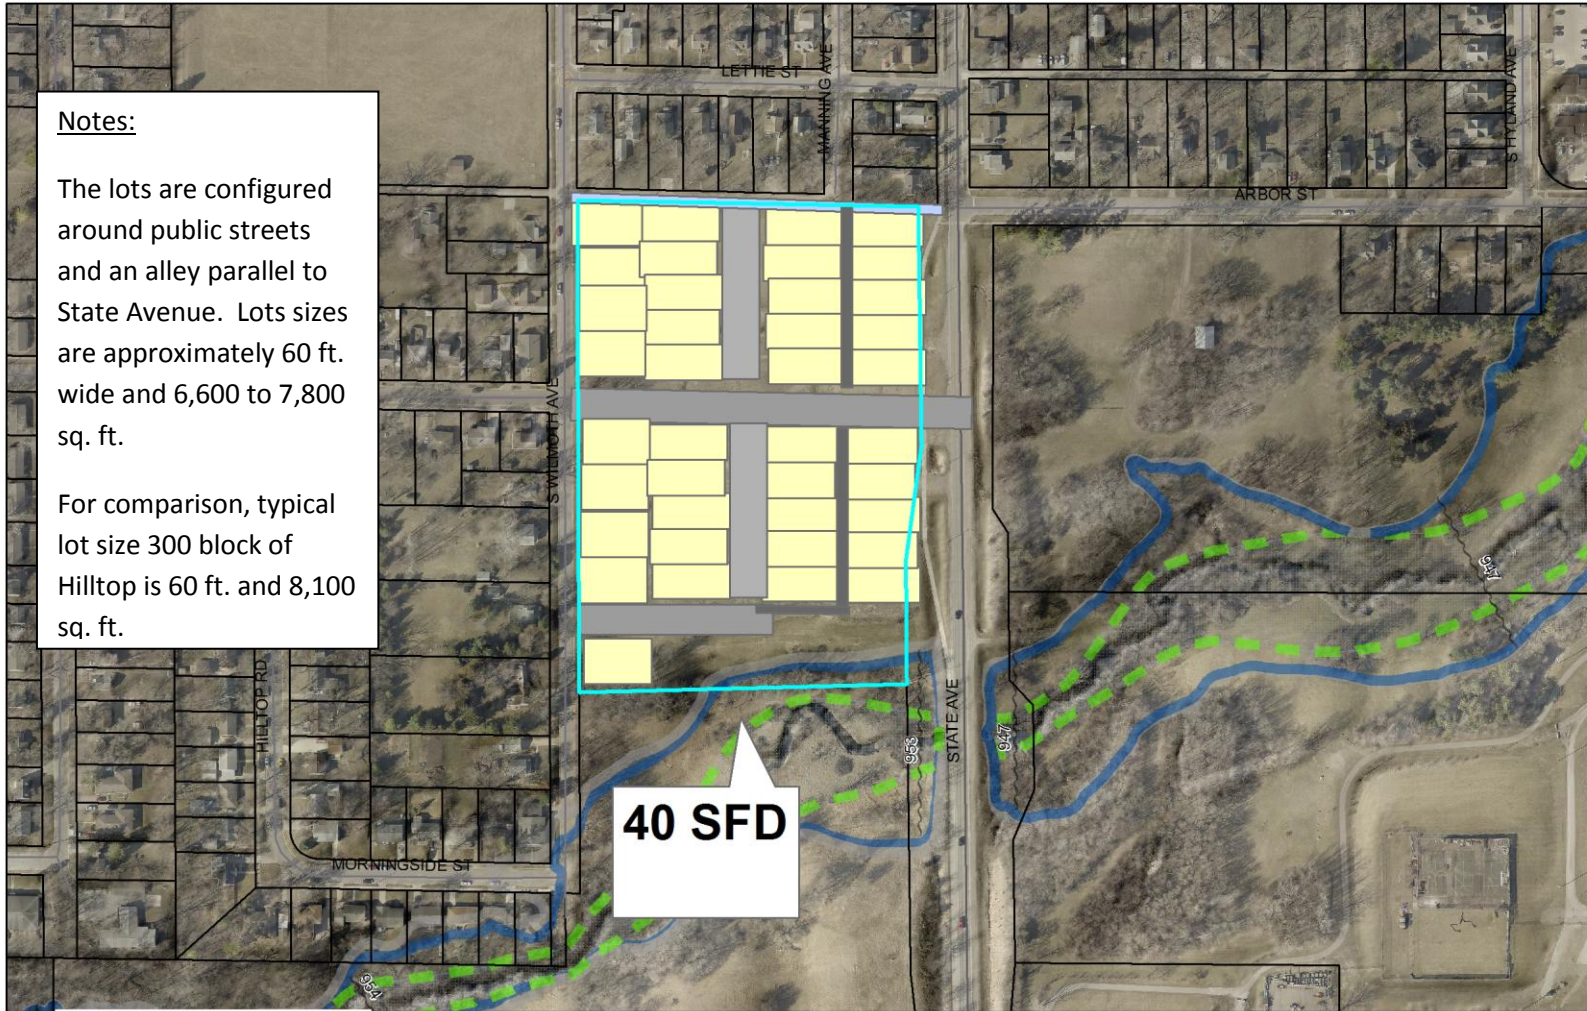 LETTIE ST
MANNING AVE
S HYLAND AVE
ARBOR ST
Notes:
The lots are configured
around public streets
and an alley parallel to
State Avenue. Lots sizes
are approximately 60 ft.
wide and 6,600 to 7,800
sq. ft.
For comparison, typical
lot size 300 block of
Hilltop is 60 ft. and 8,100
sq. ft.
S WILMOTH AVE
947
HILLTOP RD
STATE AVE
953
947
40 SFD
MORNINGSIDE ST
954